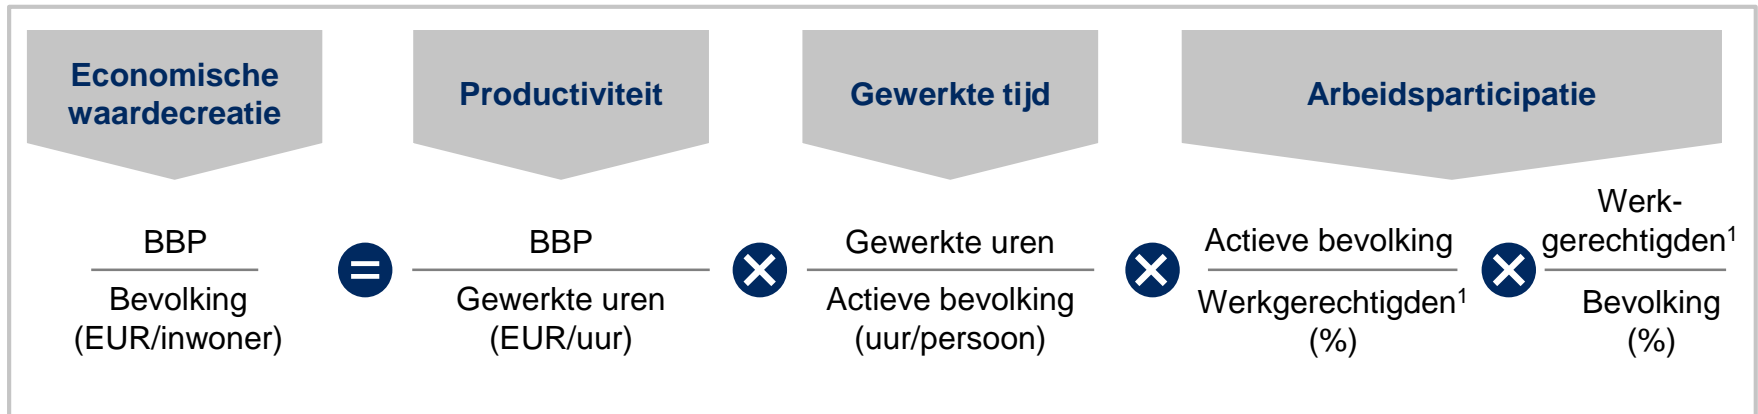 Economische
waardecreatie
Productiviteit
Gewerkte tijd
Arbeidsparticipatie
BBP
Bevolking
(EUR/inwoner)
=
BBP
Gewerkte uren
(EUR/uur)
×
Gewerkte uren
Actieve bevolking
(uur/persoon)
×
Actieve bevolking
Werkgerechtigden¹
(%)
×
Werk-
gerechtigden¹
Bevolking
(%)